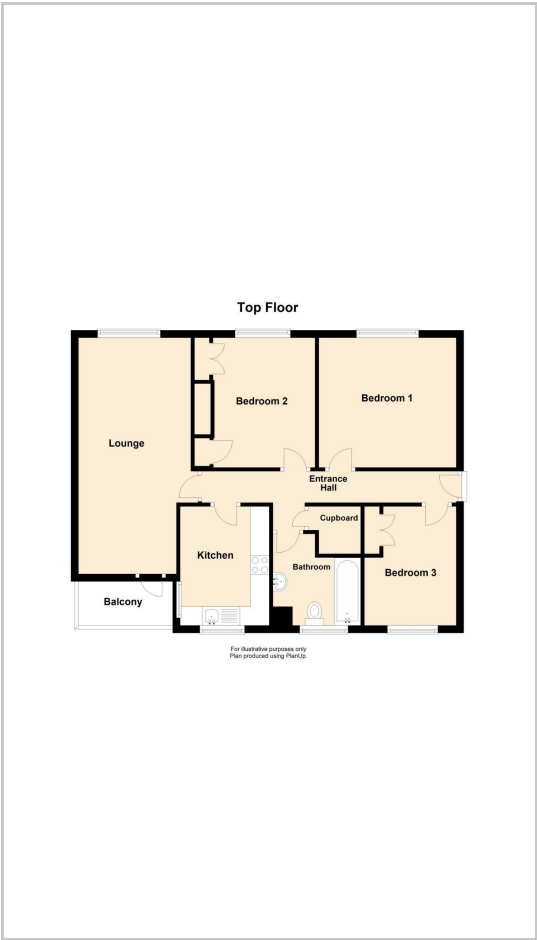 Top Floor
Bedroom 2
Bedroom 1
Lounge
Entrance
Hall
Cupboard
Kitchen
Bathroom
Bedroom 3
Balcony
For illustrative purposes only
Plan produced using PlanUp.